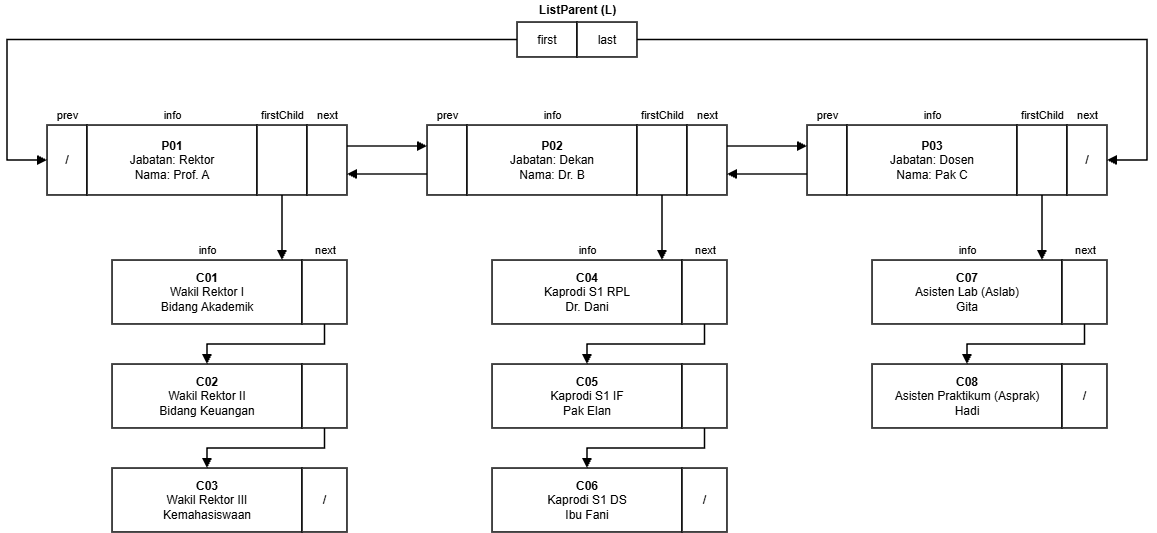 ListParent (L)
first last
prev info firstChild next
prev info firstChild next
prev info firstChild next
/
P01
Jabatan: Rektor
Nama: Prof. A
P02
Jabatan: Dekan
Nama: Dr. B
P03
Jabatan: Dosen
Nama: Pak C
/
info next
info next
info next
C01
Wakil Rektor I
Bidang Akademik
C04
Kaprodi S1 RPL
Dr. Dani
C07
Asisten Lab (Aslab)
Gita
C02
Wakil Rektor II
Bidang Keuangan
C05
Kaprodi S1 IF
Pak Elan
C08
Asisten Praktikum (Asprak)
Hadi
/
C03
Wakil Rektor III
Kemahasiswaan
/
C06
Kaprodi S1 DS
Ibu Fani
/